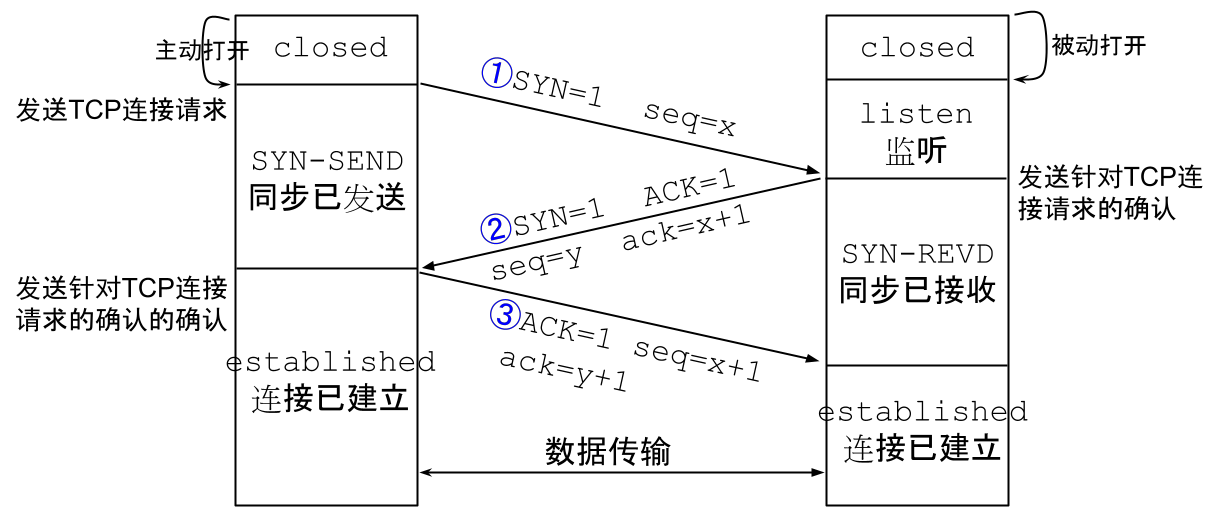 主动打开
closed
发送TCP连接请求
SYN-SEND
同步已发送
发送针对TCP连接
请求的确认的确认
established
连接已建立
①SYN=1 seq=x
②SYN=1 ACK=1
seq=y ack=x+1
③ACK=1 seq=x+1
ack=y+1
数据传输
closed
被动打开
listen
监听
发送针对TCP连
接请求的确认
SYN-REVD
同步已接收
established
连接已建立